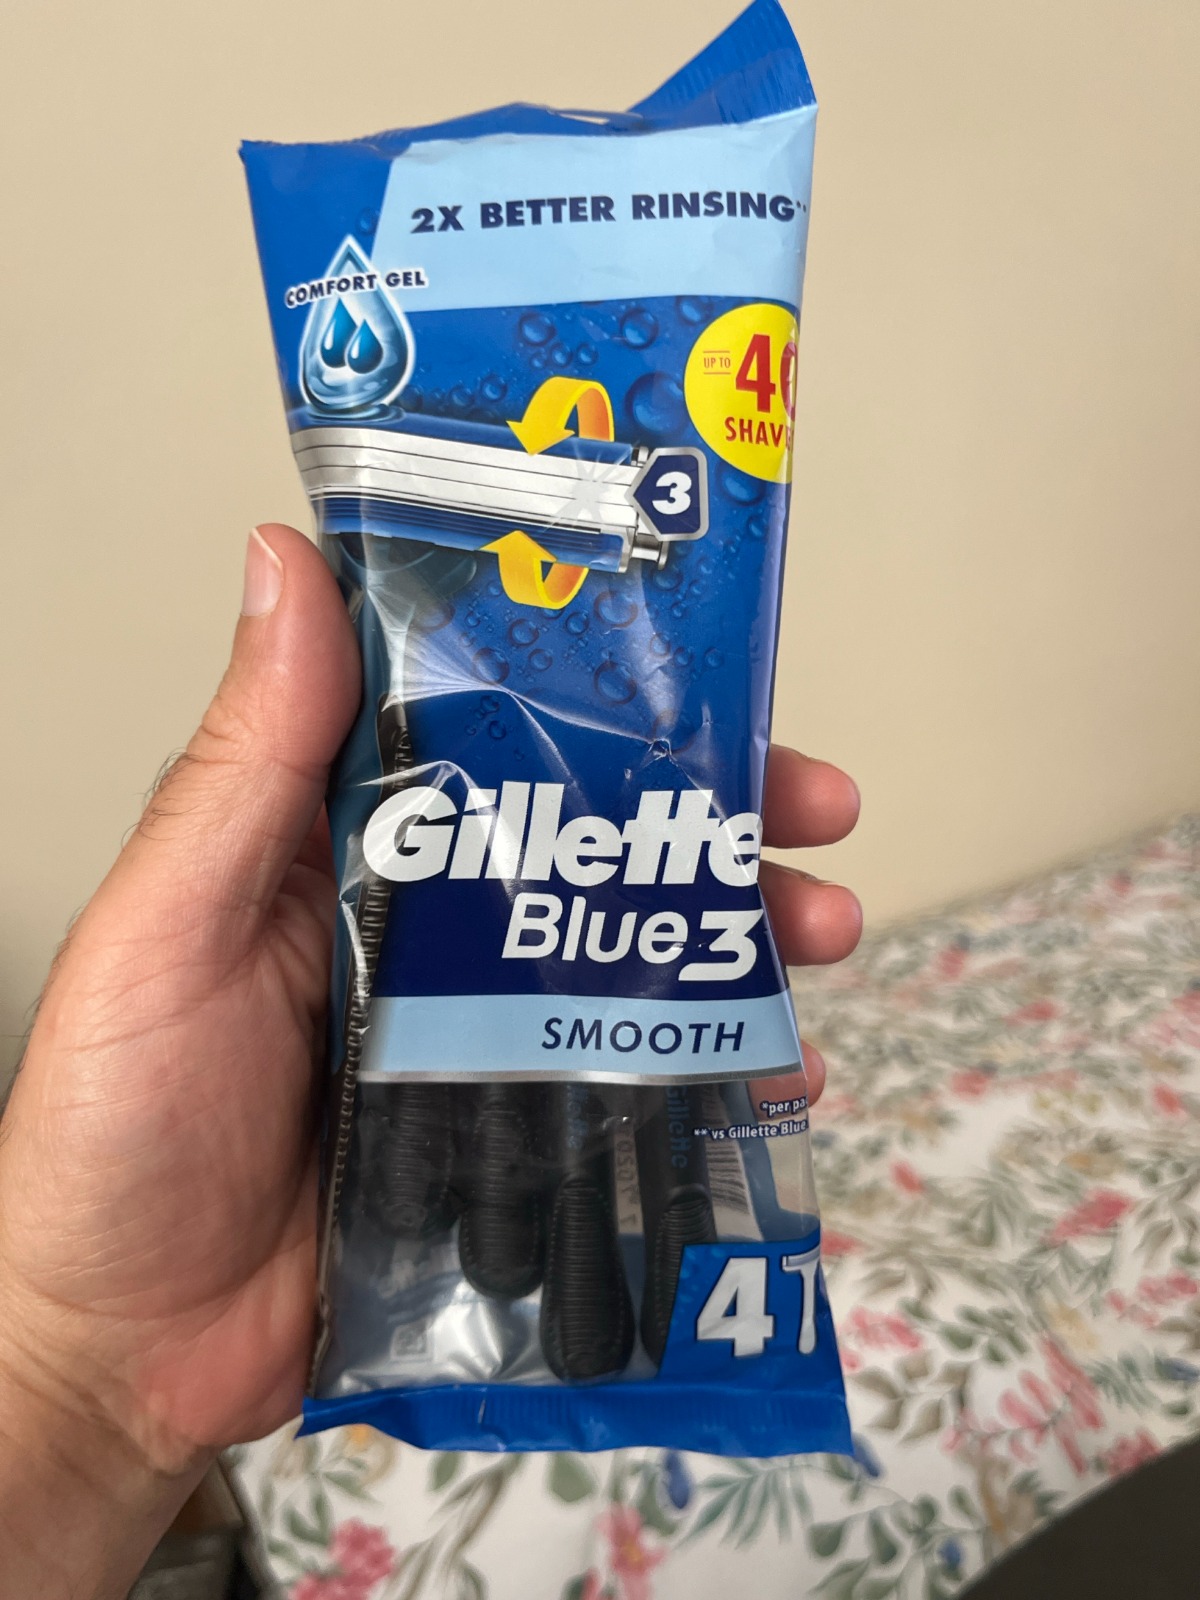 2X BETTER RINSING**
COMFORT GEL
UP TO
40
SHAV
3
Gillette
Blue3
SMOOTH
*per pa
**vs Gillette Blue
Gillette
4